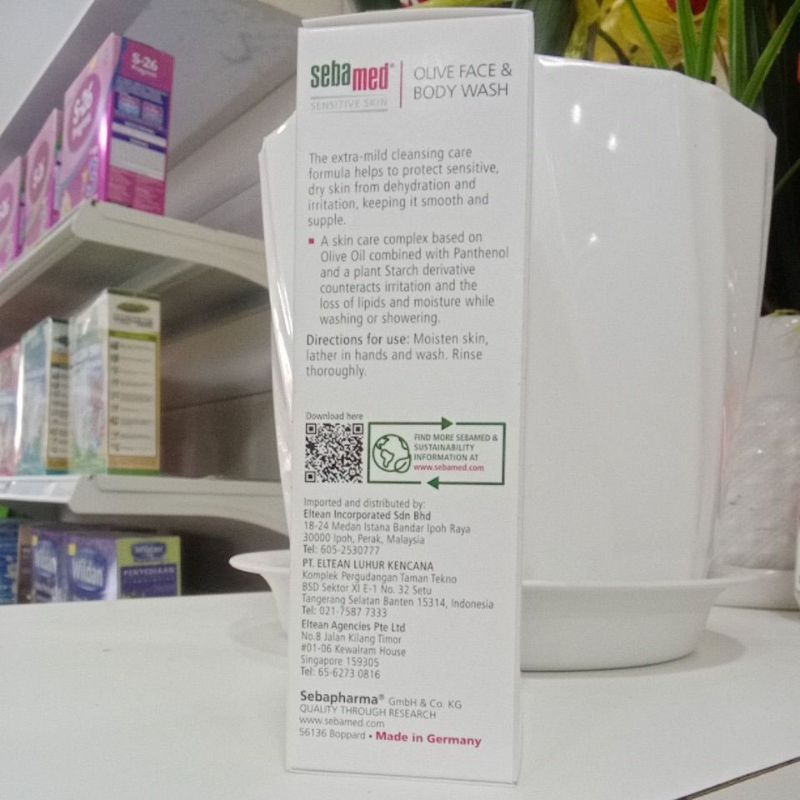 sebamed®
SENSITIVE SKIN
OLIVE FACE &
BODY WASH
The extra-mild cleansing care
formula helps to protect sensitive,
dry skin from dehydration and
irritation, keeping it smooth and
supple.
A skin care complex based on
Olive Oil combined with Panthenol
and a plant Starch derivative
counteracts irritation and the
loss of lipids and moisture while
washing or showering.
Directions for use: Moisten skin,
lather in hands and wash. Rinse
thoroughly.
Download here
FIND MORE SEBAMED &
SUSTAINABILITY
INFORMATION AT
www.sebamed.com
Imported and distributed by:
Eltean Incorporated Sdn Bhd
18-24 Medan Istana Bandar Ipoh Raya
30000 Ipoh, Perak, Malaysia
Tel: 605-2530777
PT. ELTEAN LUHUR KENCANA
Komplek Pergudangan Taman Tekno
BSD Sektor XI E-1 No. 32 Setu
Tangerang Selatan Banten 15314, Indonesia
Tel: 021-7587 7333
Eltean Agencies Pte Ltd
No.8 Jalan Kilang Timor
#01-06 Kewalram House
Singapore 159305
Tel: 65-6273 0816
Sebapharma® GmbH & Co. KG
QUALITY THROUGH RESEARCH
www.sebamed.com
56136 Boppard • Made in Germany
S-26
S-26
S-26
Wildan
Wildan
PENYEDIAAN